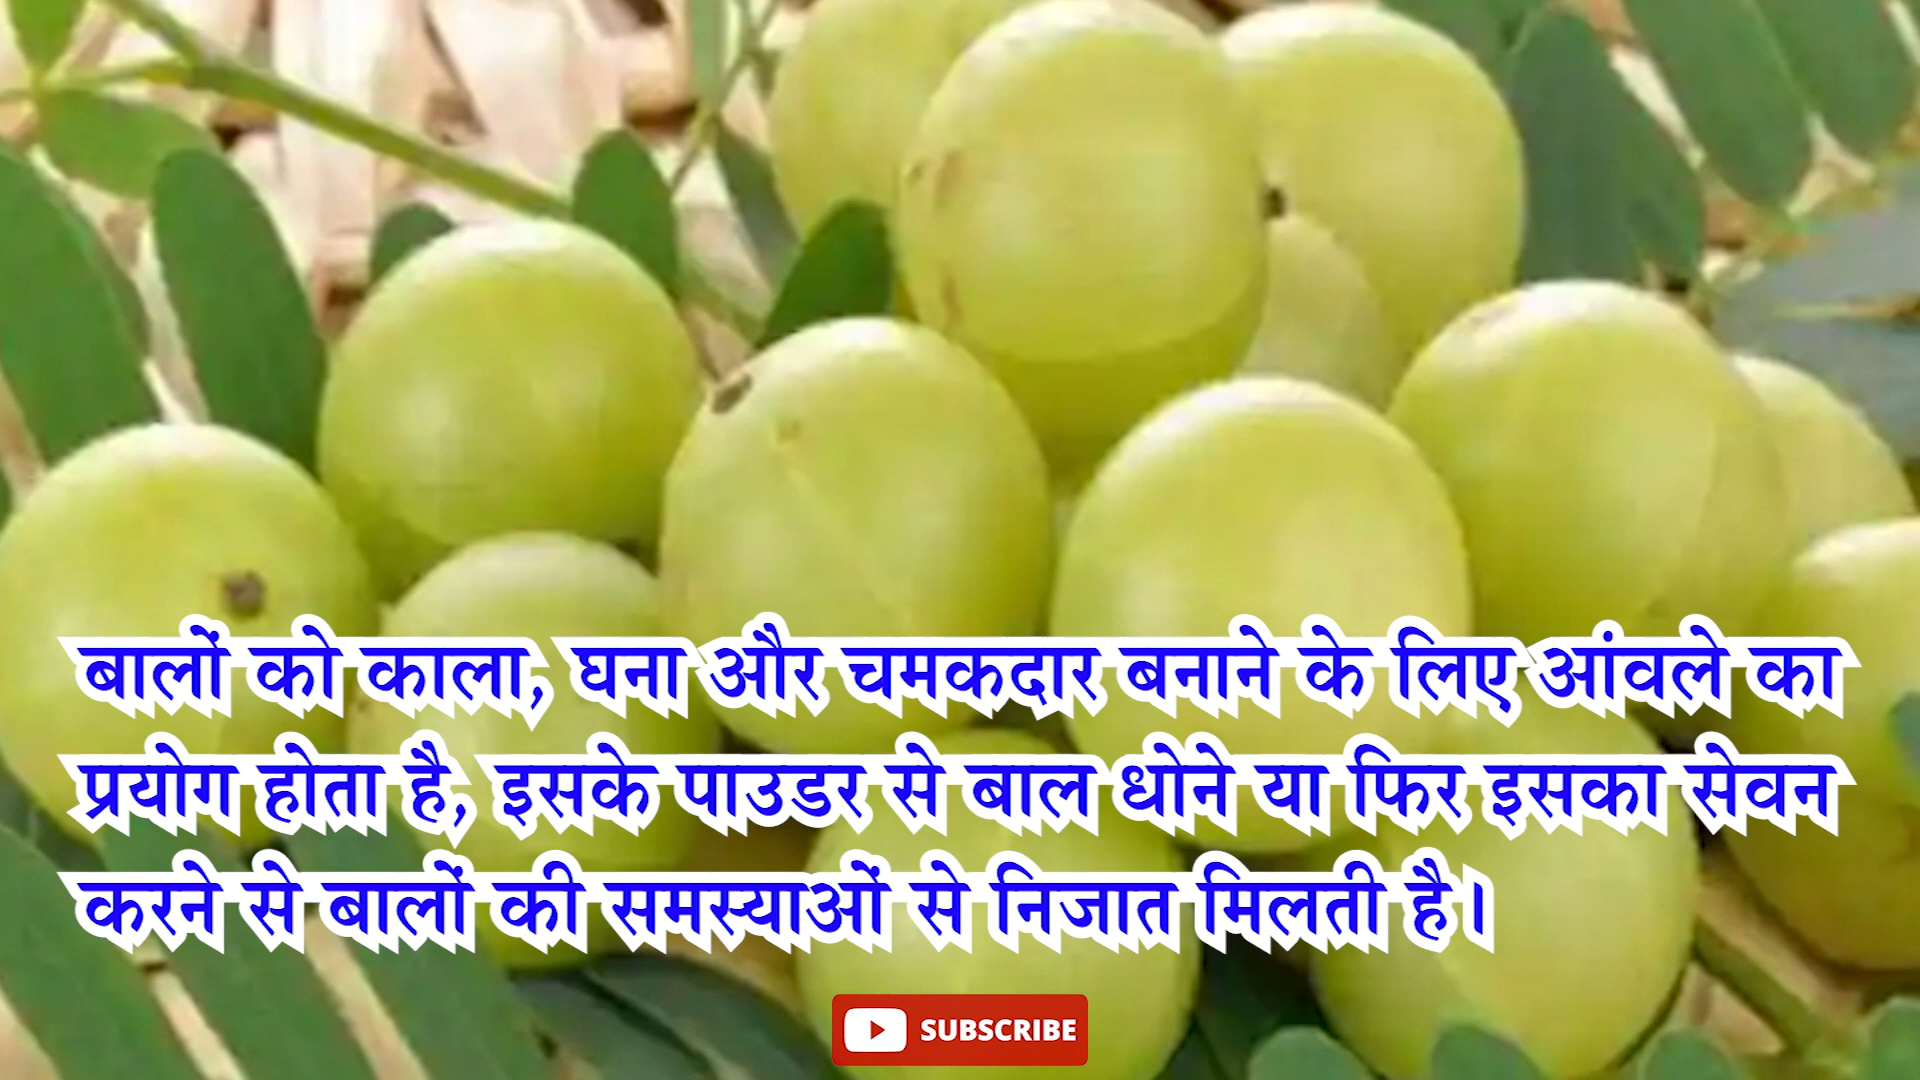 बालों को काला, घना और चमकदार बनाने के लिए आंवले का
प्रयोग होता है, इसके पाउडर से बाल धोने या फिर इसका सेवन
करने से बालों की समस्याओं से निजात मिलती है।
SUBSCRIBE